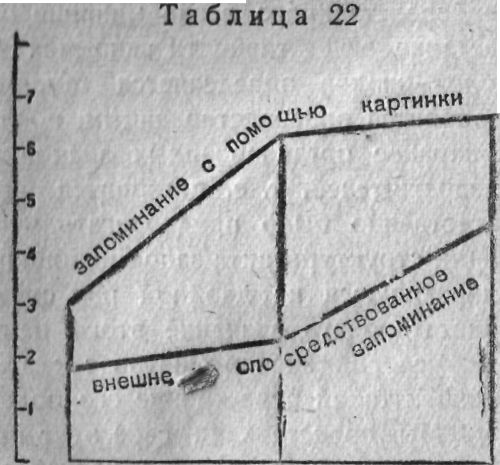 Таблица 22
7
6
5
4
3
2
1
запоминание с помощью картинки
внешне опосредствованное
запоминание